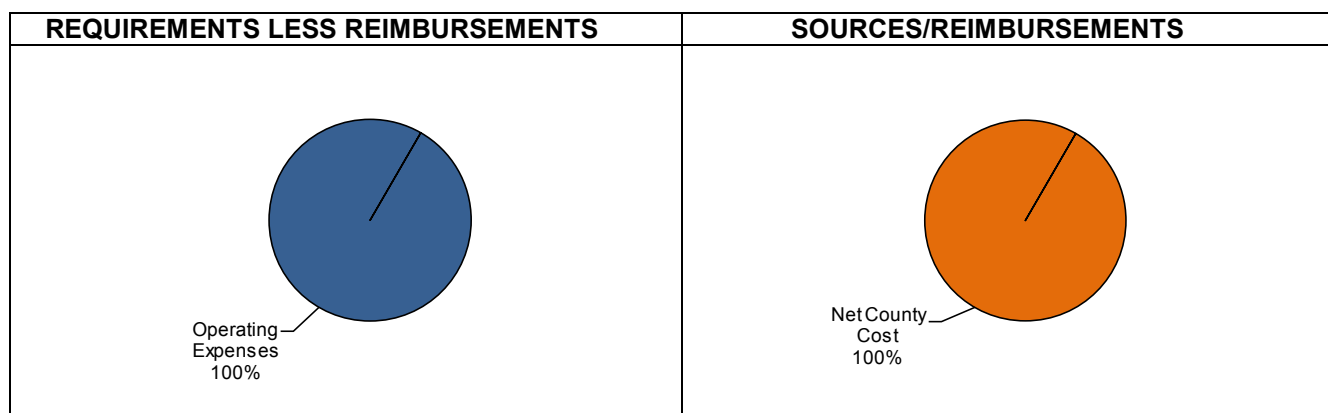 REQUIREMENTS LESS REIMBURSEMENTS
SOURCES/REIMBURSEMENTS
Operating
Expenses
100%
Net County
Cost
100%